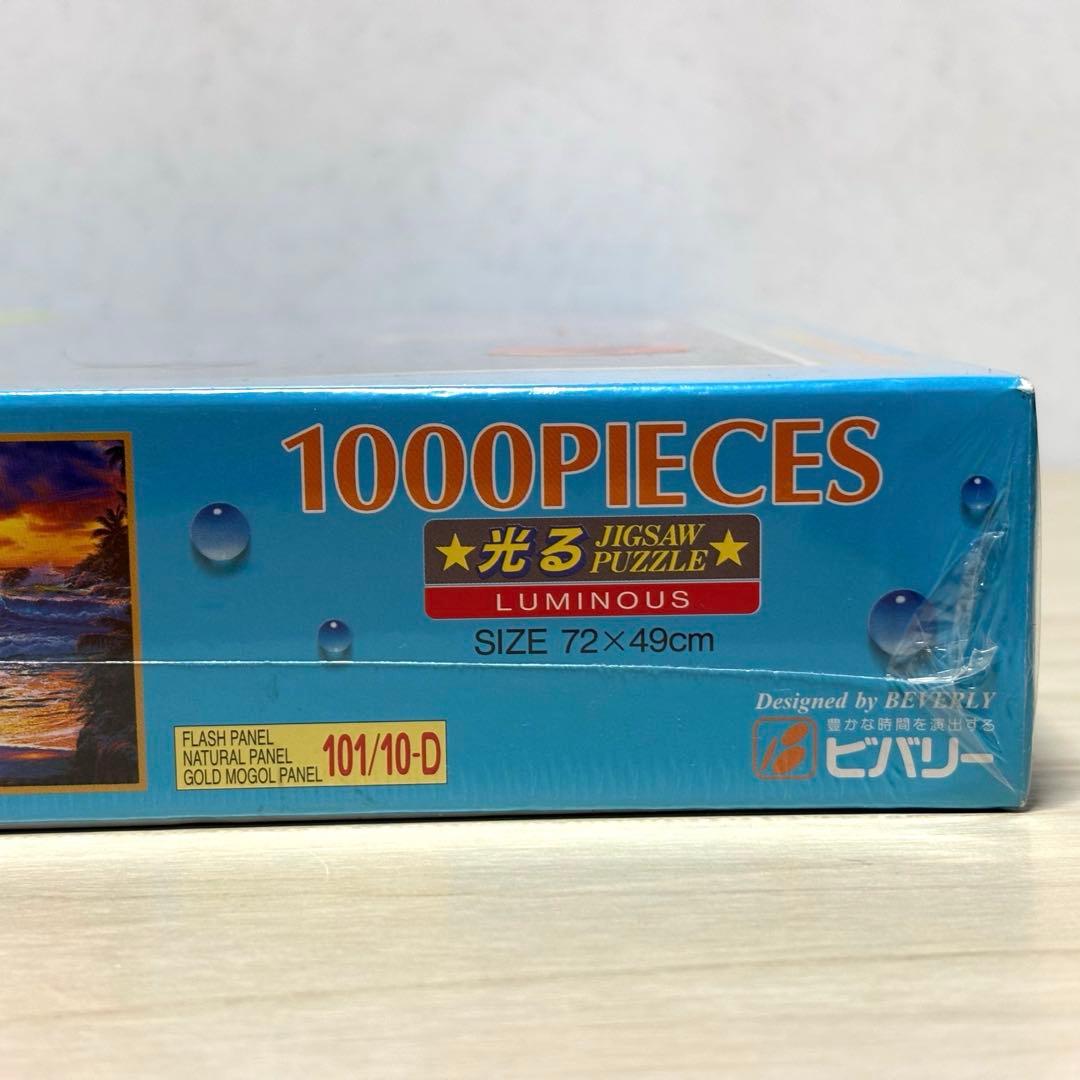 1000PIECES
★光る JIGSAW PUZZLE★
LUMINOUS
SIZE 72×49cm
Designed by BEVERLY
豊かな時間を演出する
ビバリー
FLASH PANEL
NATURAL PANEL
GOLD MOGOL PANEL 101/10-D